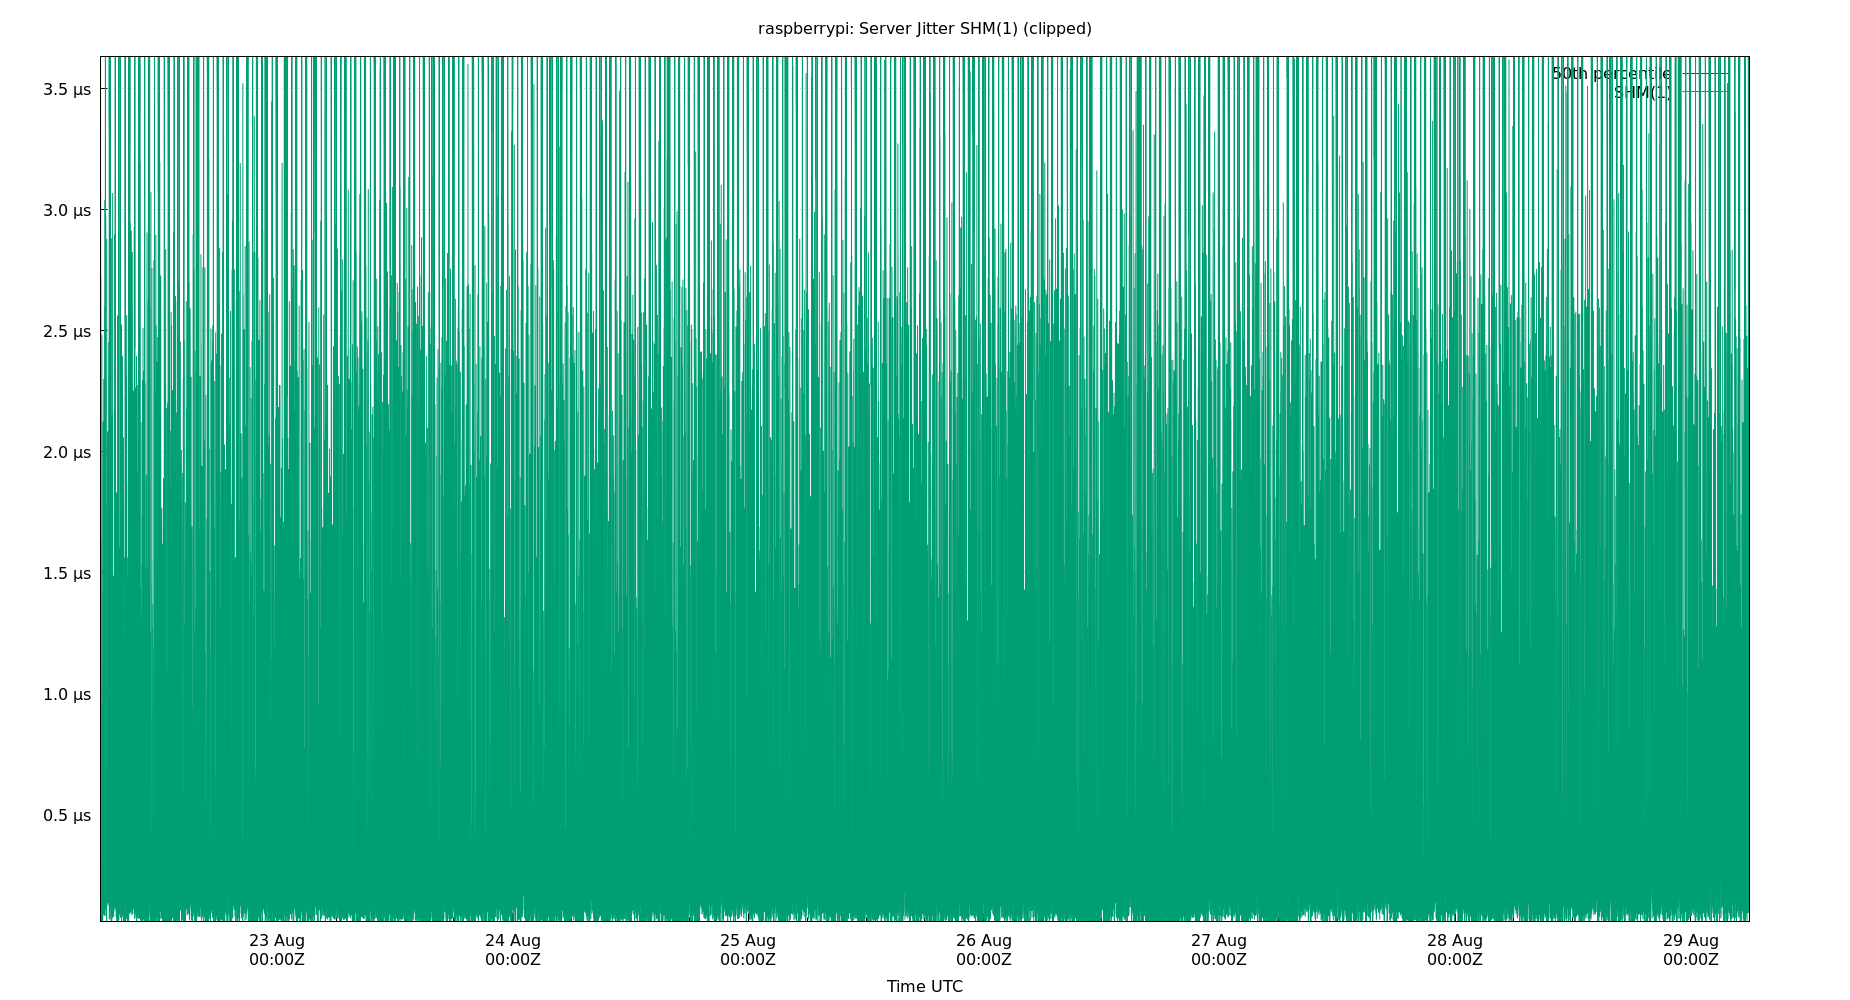 raspberrypi: Server Jitter SHM(1) (clipped)
50th percentile
SHM(1)
3.5 µs
3.0 µs
2.5 µs
2.0 µs
1.5 µs
1.0 µs
0.5 µs
23 Aug 24 Aug 25 Aug 26 Aug 27 Aug 28 Aug 29 Aug
00:00Z 00:00Z 00:00Z 00:00Z 00:00Z 00:00Z 00:00Z
Time UTC